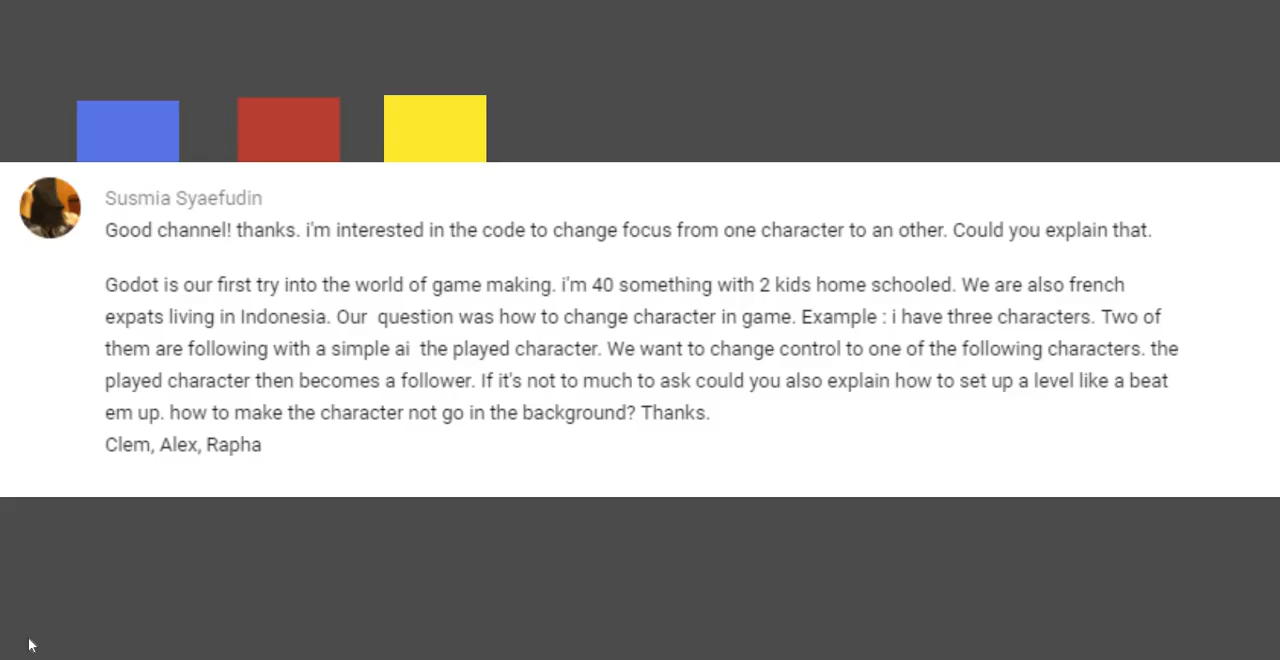 Susmia Syaefudin
Good channel! thanks. i'm interested in the code to change focus from one character to an other. Could you explain that.
Godot is our first try into the world of game making. i'm 40 something with 2 kids home schooled. We are also french
expats living in Indonesia. Our  question was how to change character in game. Example : i have three characters. Two of
them are following with a simple ai  the played character. We want to change control to one of the following characters. the
played character then becomes a follower. If it's not to much to ask could you also explain how to set up a level like a beat
em up. how to make the character not go in the background? Thanks.
Clem, Alex, Rapha